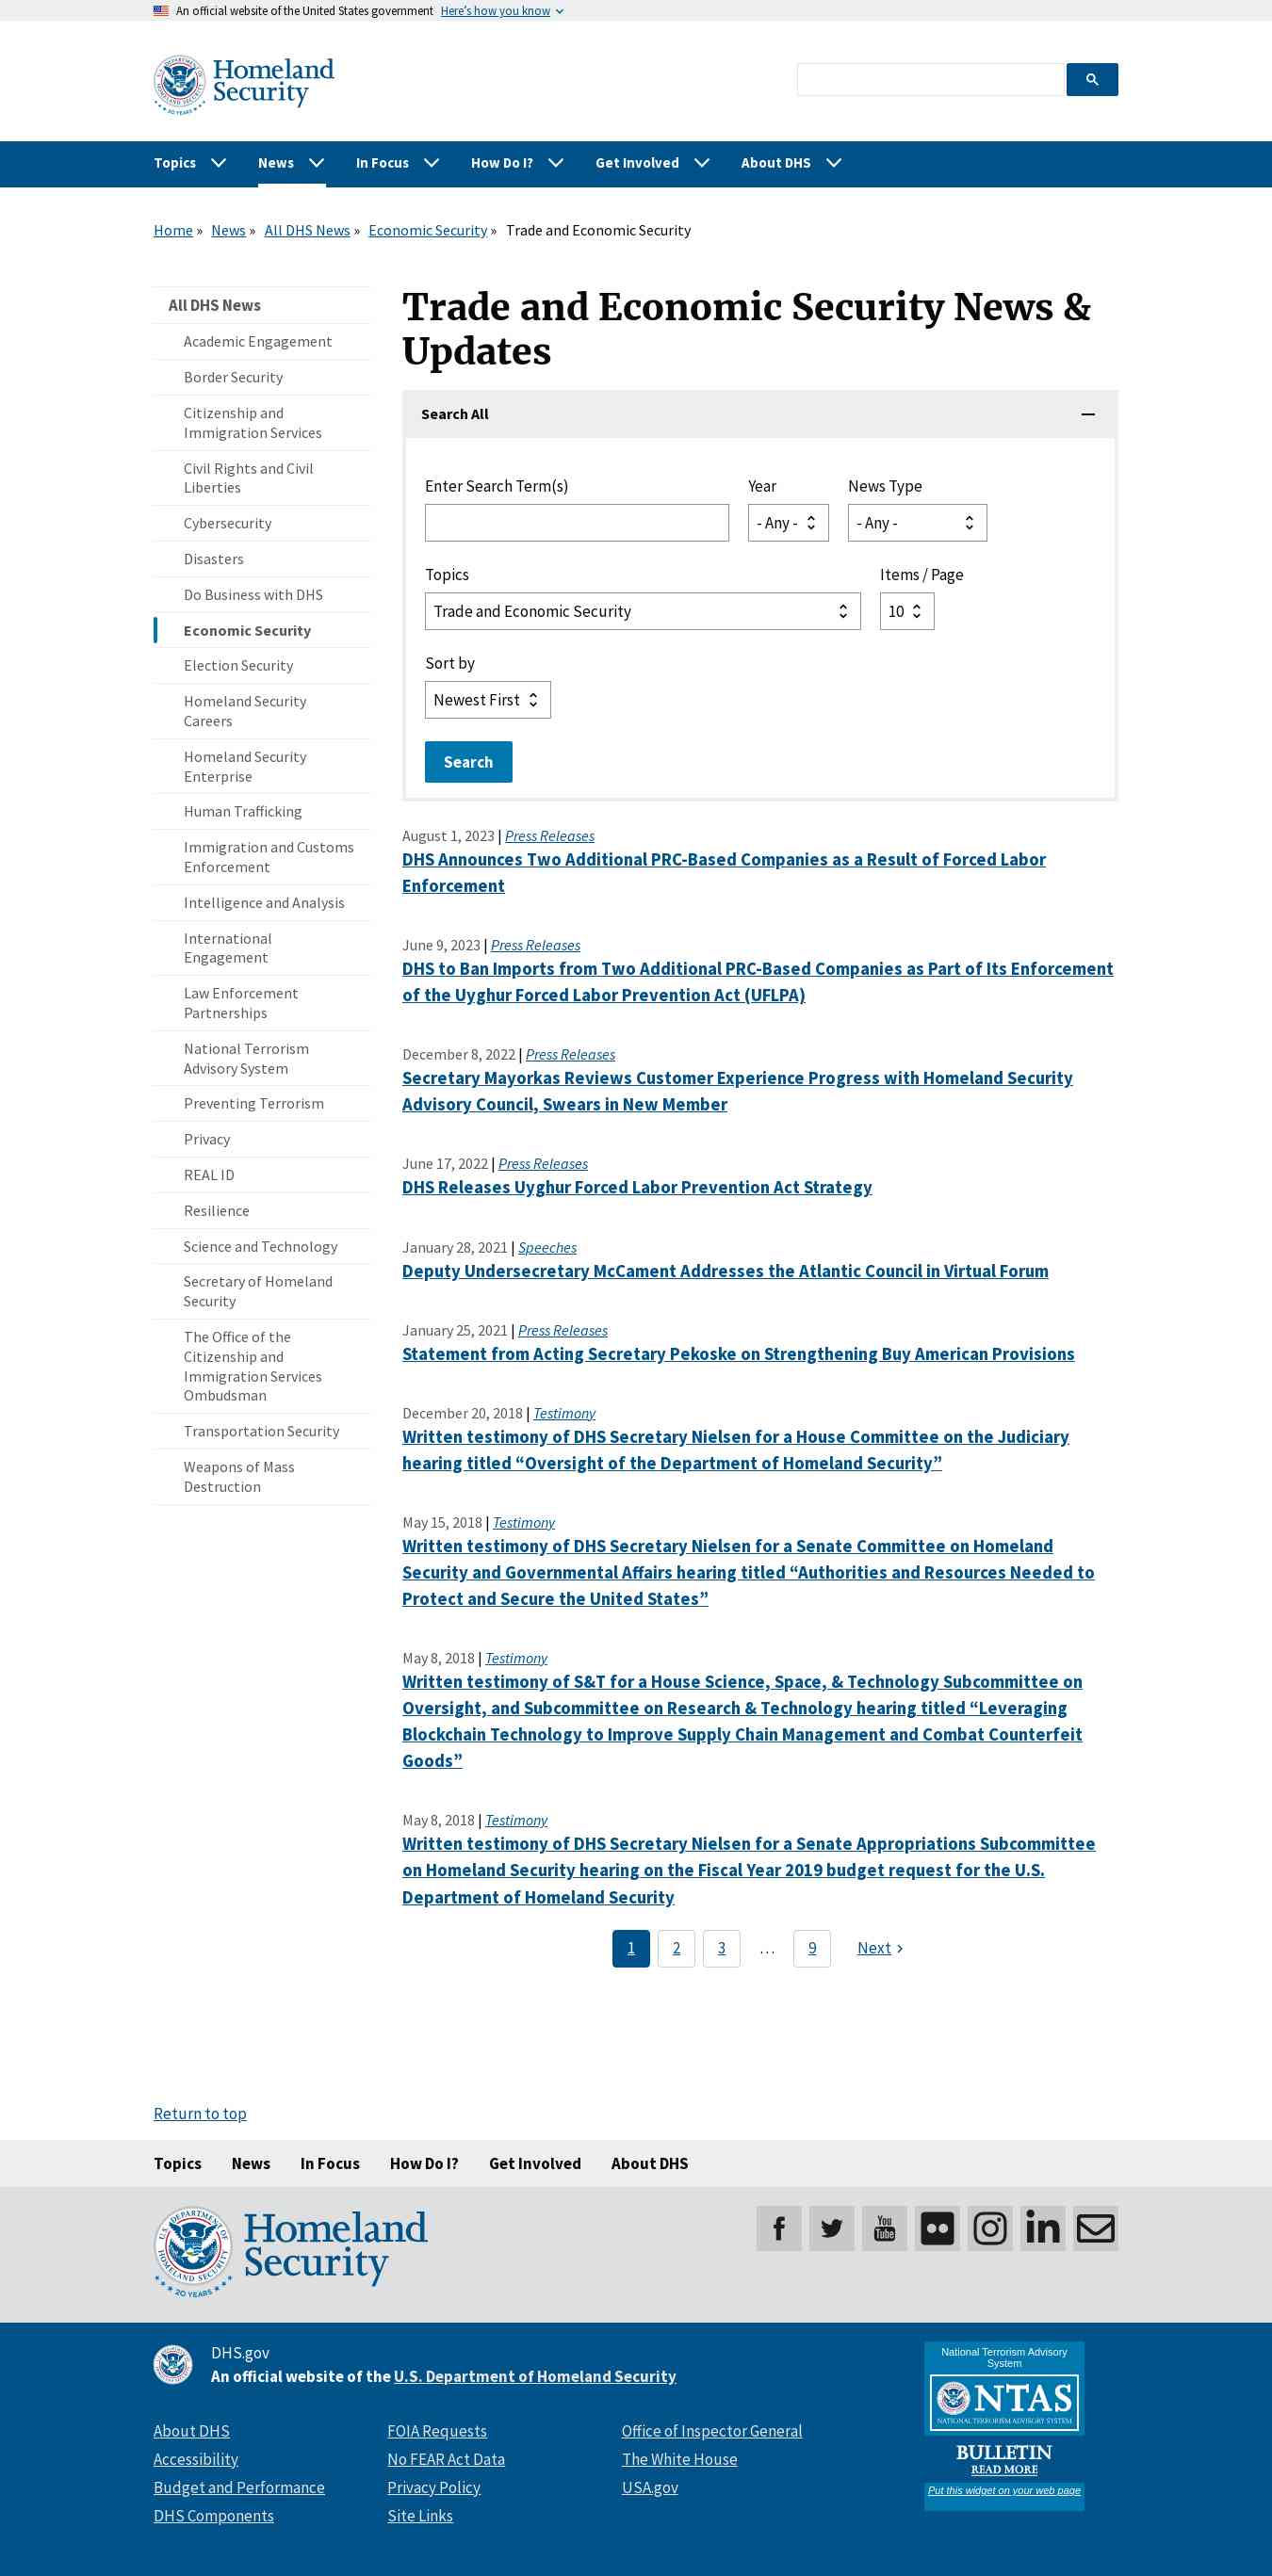 An official website of the United States government Here's how you know
Homeland
Security
Topics News In Focus How Do I? Get Involved About DHS
Home » News » All DHS News » Economic Security » Trade and Economic Security
All DHS News
Academic Engagement
Border Security
Citizenship and
Immigration Services
Civil Rights and Civil
Liberties
Cybersecurity
Disasters
Do Business with DHS
Economic Security
Election Security
Homeland Security
Careers
Homeland Security
Enterprise
Human Trafficking
Immigration and Customs
Enforcement
Intelligence and Analysis
International
Engagement
Law Enforcement
Partnerships
National Terrorism
Advisory System
Preventing Terrorism
Privacy
REAL ID
Resilience
Science and Technology
Secretary of Homeland
Security
The Office of the
Citizenship and
Immigration Services
Ombudsman
Transportation Security
Weapons of Mass
Destruction
Trade and Economic Security News &
Updates
Search All
Enter Search Term(s) Year News Type
- Any - - Any -
Topics Items / Page
Trade and Economic Security 10
Sort by
Newest First
Search
August 1, 2023 | Press Releases
DHS Announces Two Additional PRC-Based Companies as a Result of Forced Labor
Enforcement
June 9, 2023 | Press Releases
DHS to Ban Imports from Two Additional PRC-Based Companies as Part of Its Enforcement
of the Uyghur Forced Labor Prevention Act (UFLPA)
December 8, 2022 | Press Releases
Secretary Mayorkas Reviews Customer Experience Progress with Homeland Security
Advisory Council, Swears in New Member
June 17, 2022 | Press Releases
DHS Releases Uyghur Forced Labor Prevention Act Strategy
January 28, 2021 | Speeches
Deputy Undersecretary McCament Addresses the Atlantic Council in Virtual Forum
January 25, 2021 | Press Releases
Statement from Acting Secretary Pekoske on Strengthening Buy American Provisions
December 20, 2018 | Testimony
Written testimony of DHS Secretary Nielsen for a House Committee on the Judiciary
hearing titled “Oversight of the Department of Homeland Security”
May 15, 2018 | Testimony
Written testimony of DHS Secretary Nielsen for a Senate Committee on Homeland
Security and Governmental Affairs hearing titled “Authorities and Resources Needed to
Protect and Secure the United States”
May 8, 2018 | Testimony
Written testimony of S&T for a House Science, Space, & Technology Subcommittee on
Oversight, and Subcommittee on Research & Technology hearing titled “Leveraging
Blockchain Technology to Improve Supply Chain Management and Combat Counterfeit
Goods”
May 8, 2018 | Testimony
Written testimony of DHS Secretary Nielsen for a Senate Appropriations Subcommittee
on Homeland Security hearing on the Fiscal Year 2019 budget request for the U.S.
Department of Homeland Security
1 2 3 … 9 Next
Return to top
Topics News In Focus How Do I? Get Involved About DHS
U.S. DEPARTMENT OF
HOMELAND SECURITY
20 YEARS
Homeland
Security
You
Tube
in
DHS.gov
An official website of the U.S. Department of Homeland Security
About DHS
Accessibility
Budget and Performance
DHS Components
FOIA Requests
No FEAR Act Data
Privacy Policy
Site Links
Office of Inspector General
The White House
USA.gov
National Terrorism Advisory
System
NTAS
NATIONAL TERRORISM ADVISORY SYSTEM
BULLETIN
READ MORE
Put this widget on your web page